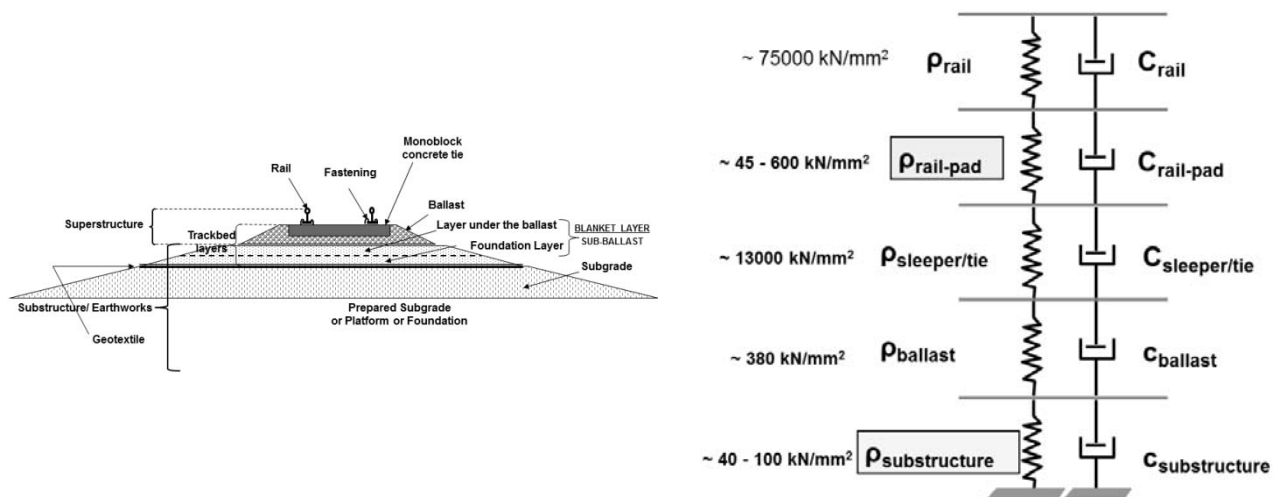 Monoblock
concrete tie
Rail
Fastening
Superstructure
Ballast
Trackbed
layers
Layer under the ballast
BLANKET LAYER
SUB-BALLAST
Foundation Layer
Subgrade
Substructure/ Earthworks
Prepared Subgrade
or Platform or Foundation
Geotextile
~ 75000 kN/mm² ρrail Crail
~ 45 - 600 kN/mm² ρrail-pad Crail-pad
~ 13000 kN/mm² ρsleeper/tie Csleeper/tie
~ 380 kN/mm² ρballast cballast
~ 40 - 100 kN/mm² ρsubstructure csubstructure